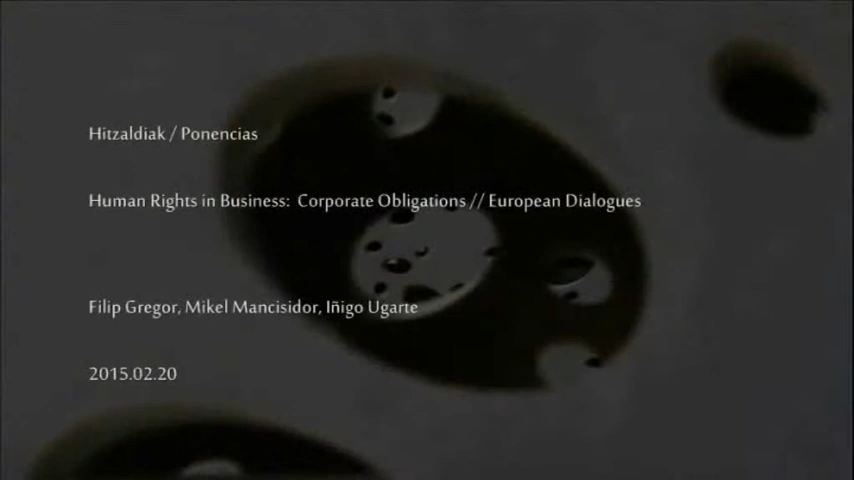 Hitzaldiak / Ponencias
Human Rights in Business: Corporate Obligations // European Dialogues
Filip Gregor, Mikel Mancisidor, Iñigo Ugarte
2015.02.20